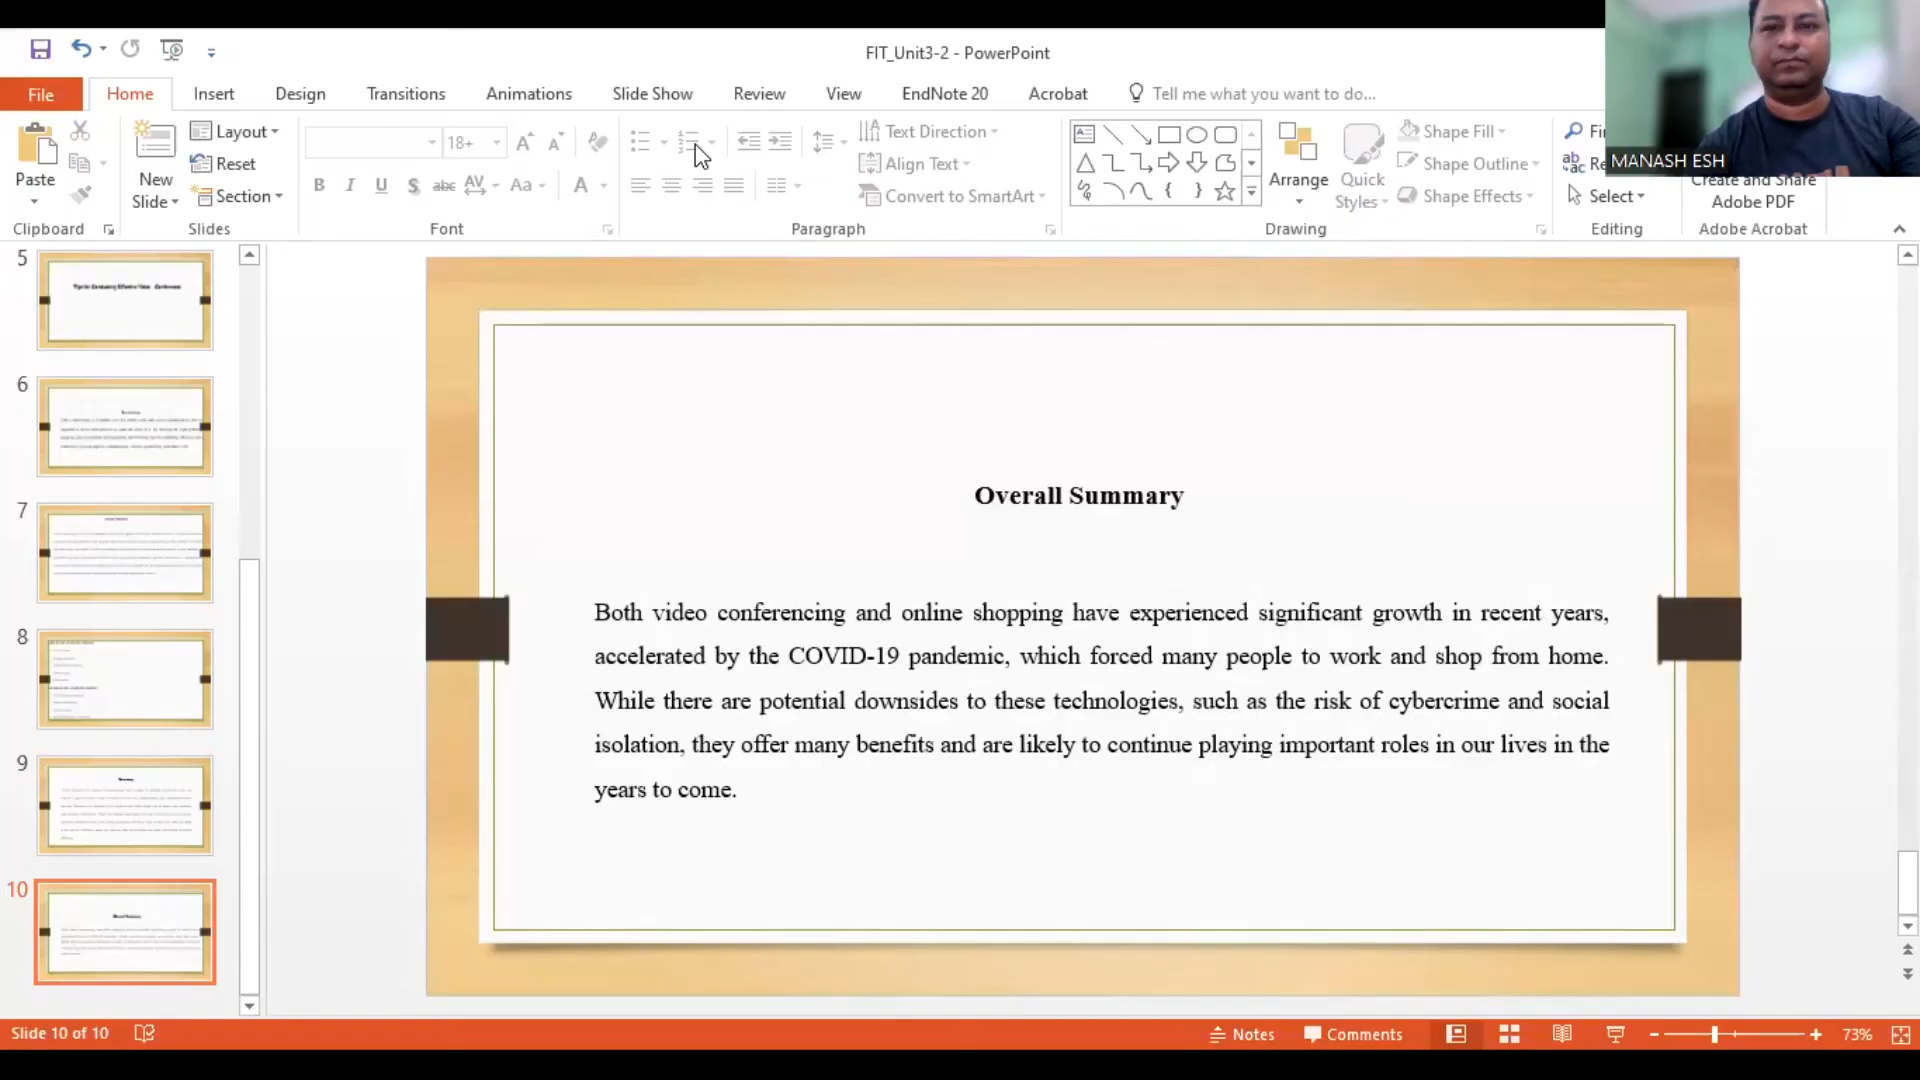 FIT_Unit3-2 - PowerPoint
File Home Insert Design Transitions Animations Slide Show Review View EndNote 20 Acrobat Tell me what you want to do...
MANASH ESH
Paste
Clipboard
New
Slide
Layout
Reset
Section
Slides
18+
B I U S abc AV Aa A
Font
Text Direction
Align Text
Convert to SmartArt
Paragraph
Arrange
Quick
Styles
Shape Fill
Shape Outline
Shape Effects
Drawing
Select
Editing
Create and Share
Adobe PDF
Adobe Acrobat
5
6
7
8
9
10
Overall Summary
Both video conferencing and online shopping have experienced significant growth in recent years,
accelerated by the COVID-19 pandemic, which forced many people to work and shop from home.
While there are potential downsides to these technologies, such as the risk of cybercrime and social
isolation, they offer many benefits and are likely to continue playing important roles in our lives in the
years to come.
Slide 10 of 10
Notes
Comments
73%